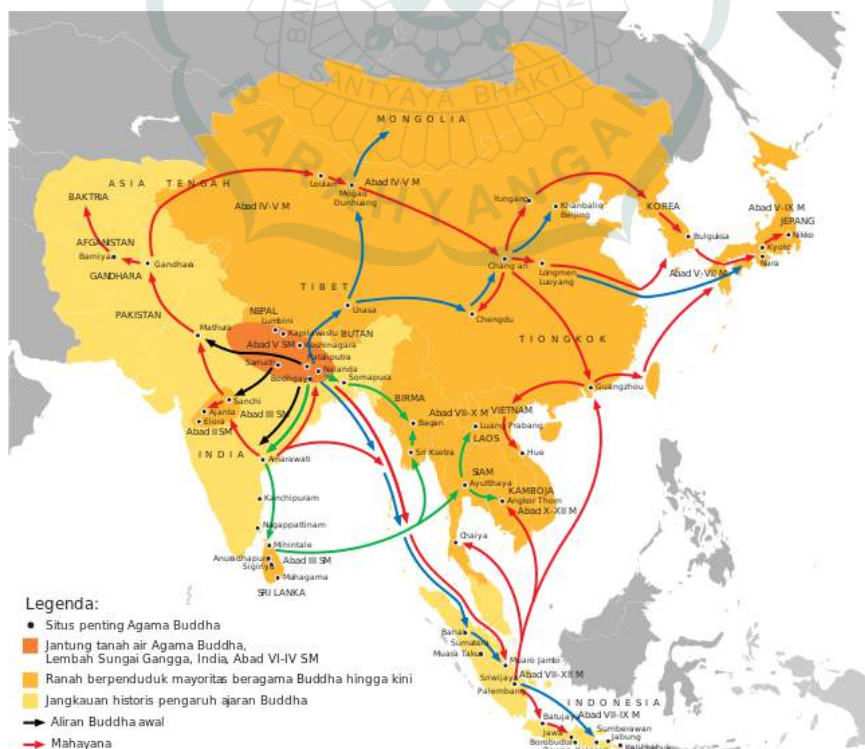 SANTYAYA BHAKTI
PARAHYANGAN
MONGOLIA
ASIA TENGAH
Loulan
Mogao
Dunhuang
Abad IV-V M
Abad IV-V M
BAKTRIA
AFGANISTAN
Bamiya
Gandhara
GANDHARA
PAKISTAN
Yungang
Khanbaliq
Beijing
KOREA
Bulguksa
Abad V-IX M
JEPANG
Nikko
Kyoto
Nara
Abad V-VII M
Chang'an
Longmen
Luoyang
TIBET
Lhasa
Chengdu
TIONGKOK
Mathura
NEPAL
Lumbini
Kapilawastu
BUTAN
Abad V SM
Kushinagara
Pataliputra
Sarnath
Nalanda
Bodhgaya
Somapura
Guangzhou
Sanchi
Ajanta
Abad III SM
Elora
Abad II SM
INDIA
Amarawati
BIRMA
Abad VII-X M
VIETNAM
Bagan
Luang Prabang
LAOS
Sri Ksetra
Hue
SIAM
Ayutthaya
KAMBOJA
Angkor Thom
Abad X-XII M
Kanchipuram
Nagappattinam
Chaiya
Mihintale
Anuradhapura
Abad III SM
Sigiriya
Mahagama
SRI LANKA
Legenda:
Situs penting Agama Buddha
Jantung tanah air Agama Buddha,
Lembah Sungai Gangga, India, Abad VI-IV SM
Ranah berpenduduk mayoritas beragama Buddha hingga kini
Jangkauan historis pengaruh ajaran Buddha
Aliran Buddha awal
Mahayana
Bahal
Sumatera
Muara Takus
Muaro Jambi
Sriwijaya
Abad VII-XII M
Palembang
INDONESIA
Batujaya
Abad VII-IX M
Jawa
Sumberawan
Jabung
Borobudur